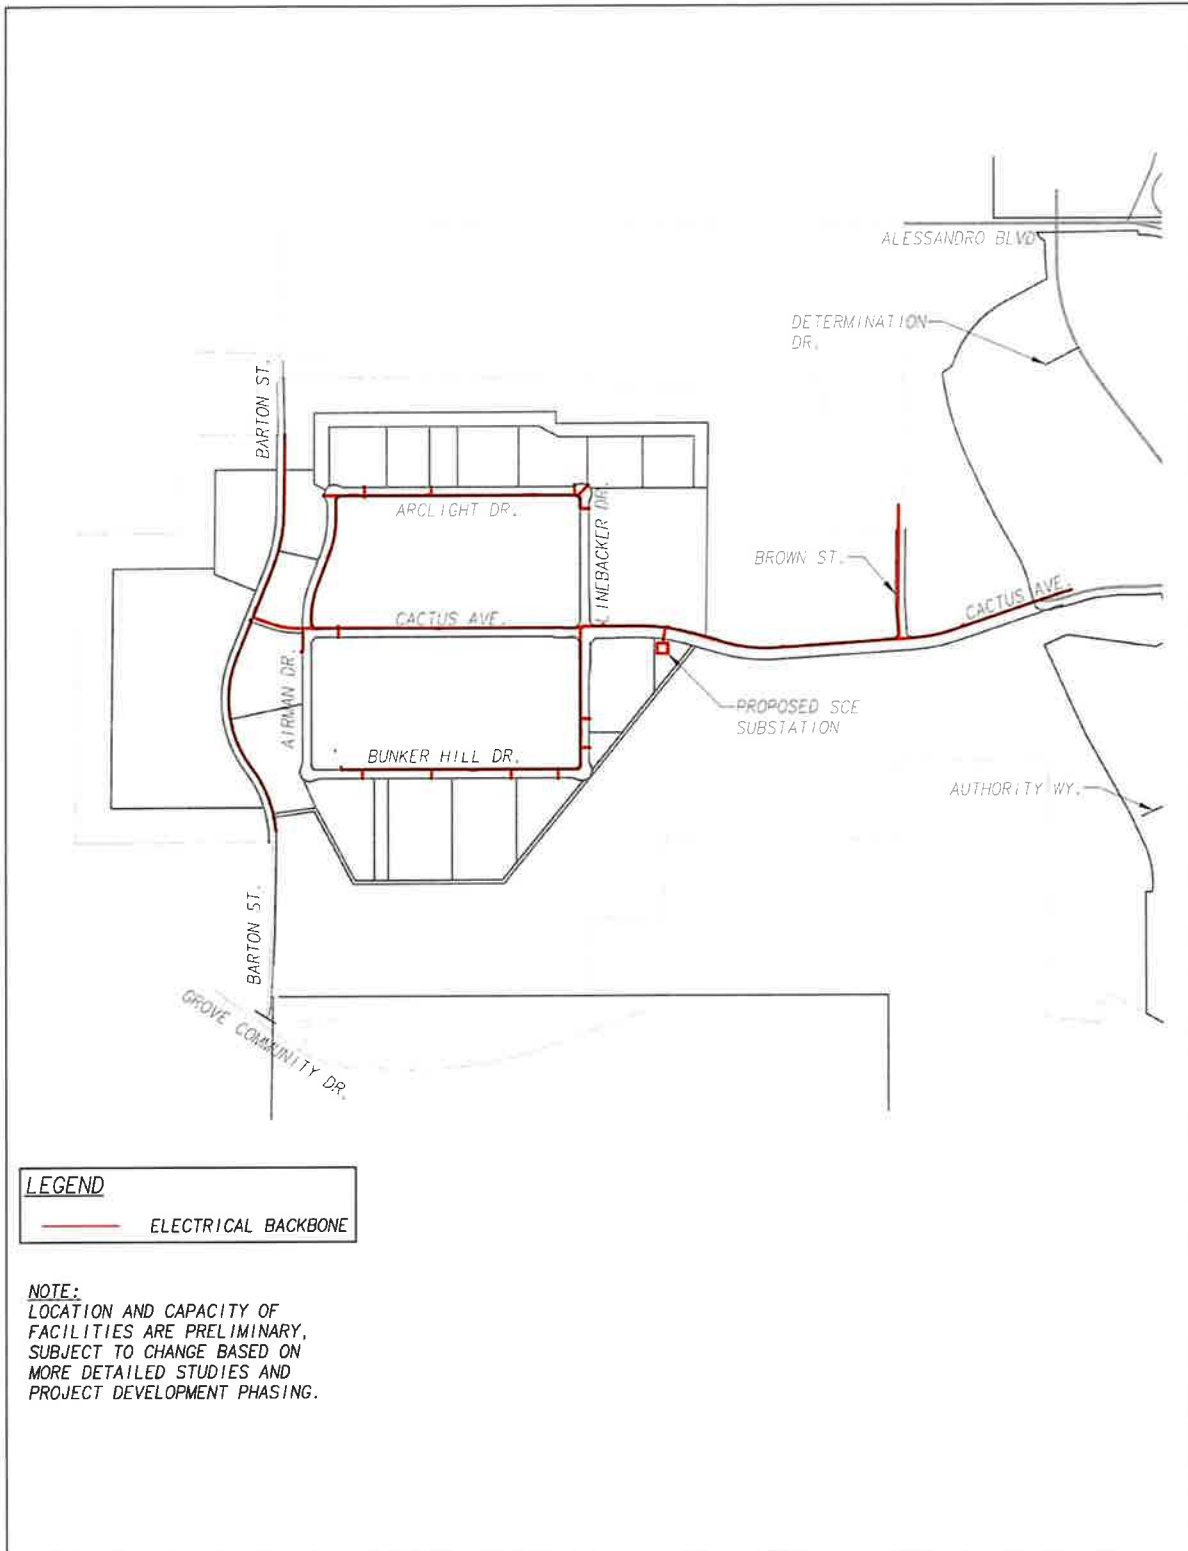 ALESSANDRO BLVD
DETERMINATION
DR.
BARTON ST.
ARCLIGHT DR.
LINEBACKER DR.
BROWN ST.
CACTUS AVE.
CACTUS AVE.
AIRMAN DR.
PROPOSED SCE
SUBSTATION
BUNKER HILL DR.
AUTHORITY WY.
BARTON ST.
GROVE COMMUNITY DR.
LEGEND
ELECTRICAL BACKBONE
NOTE:
LOCATION AND CAPACITY OF
FACILITIES ARE PRELIMINARY,
SUBJECT TO CHANGE BASED ON
MORE DETAILED STUDIES AND
PROJECT DEVELOPMENT PHASING.